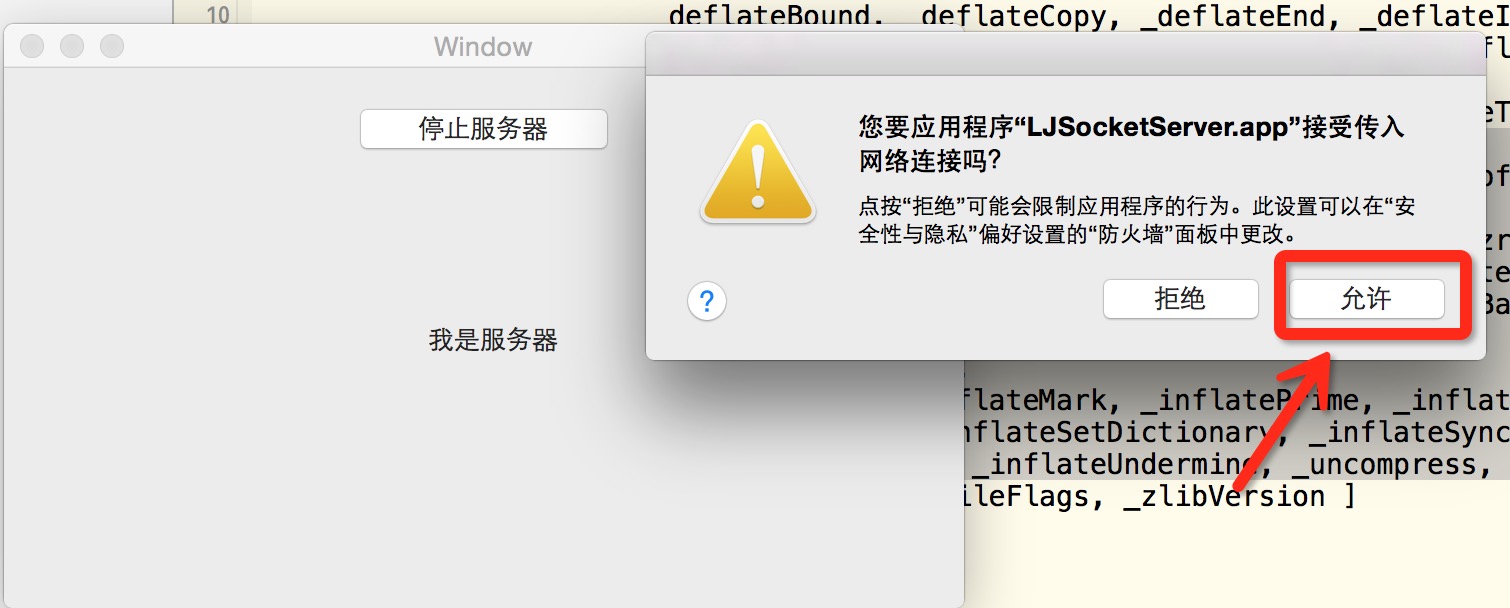 10
deflateBound, _deflateCopy, _deflateEnd, _deflateI
Window
停止服务器
您要应用程序“LJSocketServer.app”接受传入
网络连接吗？
点按“拒绝”可能会限制应用程序的行为。此设置可以在“安
全性与隐私”偏好设置的“防火墙”面板中更改。
?
拒绝
允许
我是服务器
flateMark, _inflatePrime, _inflat
nflateSetDictionary, _inflateSync
_inflateUndermine, _uncompress,
ileFlags, _zlibVersion ]